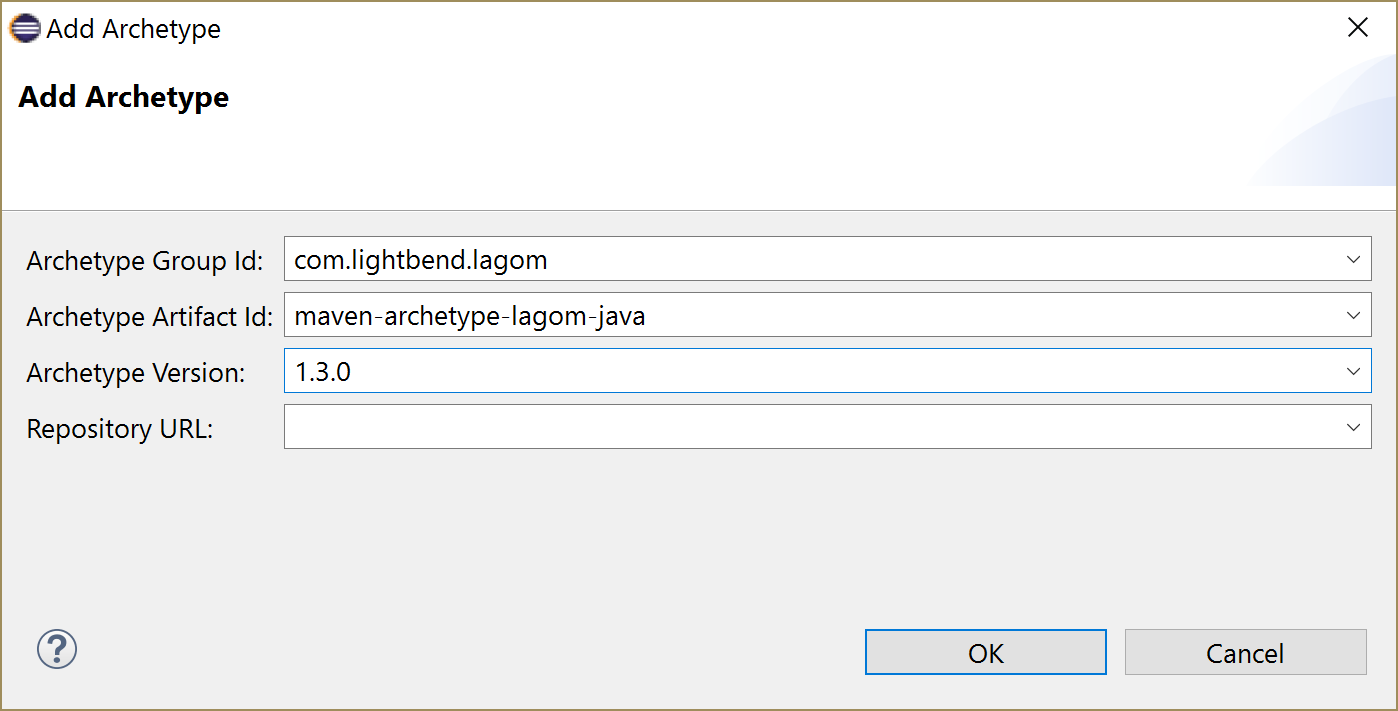 Add Archetype
Add Archetype
Archetype Group Id: com.lightbend.lagom
Archetype Artifact Id: maven-archetype-lagom-java
Archetype Version: 1.3.0
Repository URL:
?
OK Cancel